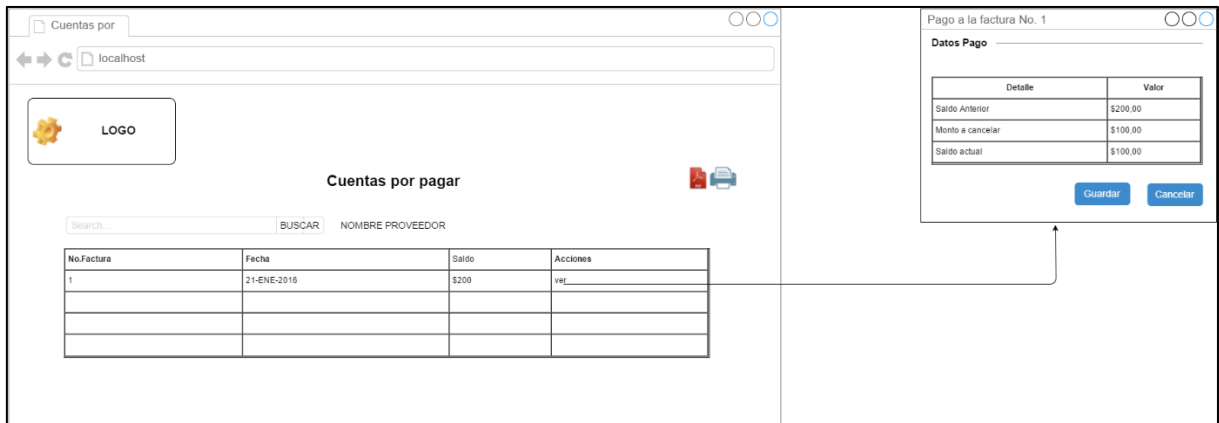 Cuentas por
localhost
LOGO
Cuentas por pagar
Search... BUSCAR NOMBRE PROVEEDOR
No.Factura Fecha Saldo Acciones
1 21-ENE-2016 $200 ver
Pago a la factura No. 1
Datos Pago
Detalle Valor
Saldo Anterior $200,00
Monto a cancelar $100,00
Saldo actual $100,00
Guardar Cancelar